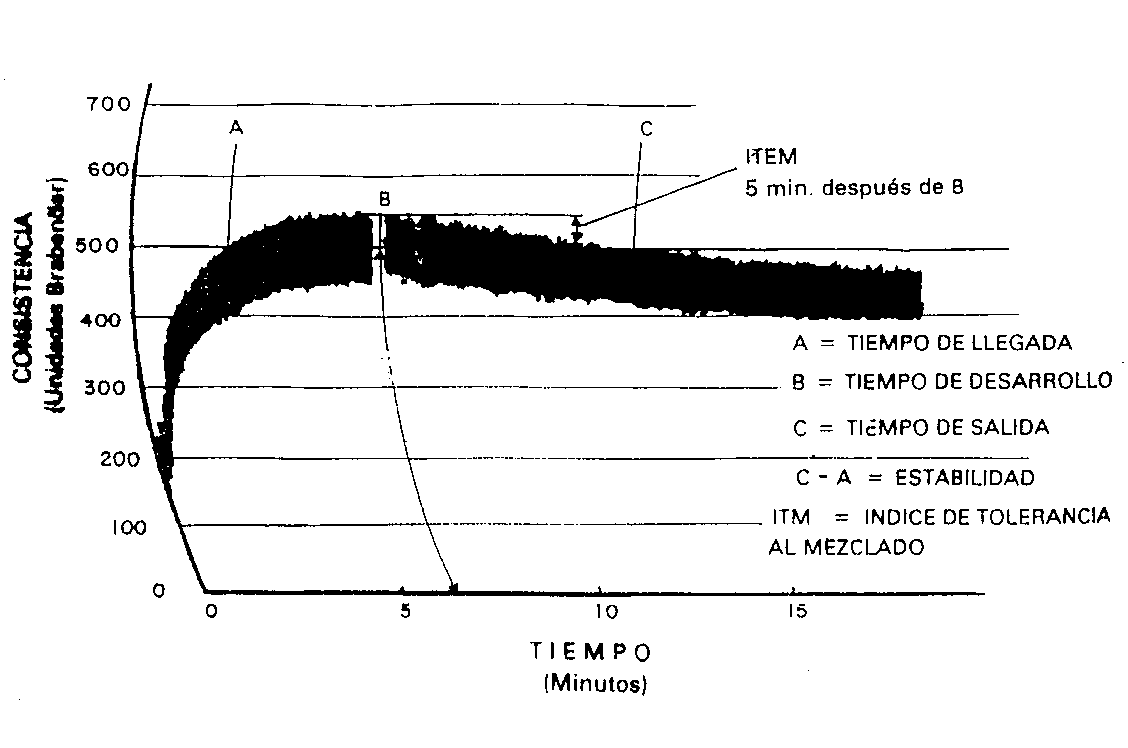 700
A
C
600
ITEM
5 min. después de B
B
500
CONSISTENCIA
(Unidades Brabender)
400
A = TIEMPO DE LLEGADA
300
B = TIEMPO DE DESARROLLO
C = TIÉMPO DE SALIDA
200
C - A = ESTABILIDAD
100
ITM = INDICE DE TOLERANCIA
AL MEZCLADO
0
0 5 10 15
TIEMPO
(Minutos)